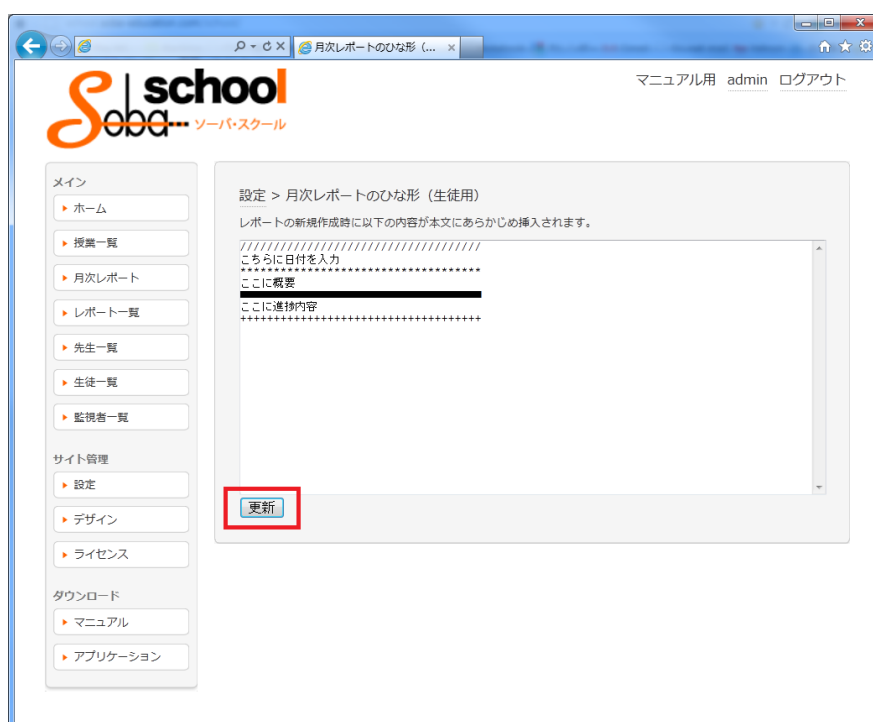 月次レポートのひな形 (...
school
Soba
ソーバ・スクール
マニュアル用 admin ログアウト
メイン
ホーム
授業一覧
月次レポート
レポート一覧
先生一覧
生徒一覧
監視者一覧
サイト管理
設定
デザイン
ライセンス
ダウンロード
マニュアル
アプリケーション
設定 > 月次レポートのひな形（生徒用）
レポートの新規作成時に以下の内容が本文にあらかじめ挿入されます。
////////////////////////////////////
こちらに日付を入力
************************************
ここに概要
■■■■■■■■■■■■■■■■■■
ここに進捗内容
++++++++++++++++++++++++++++++++++++
更新